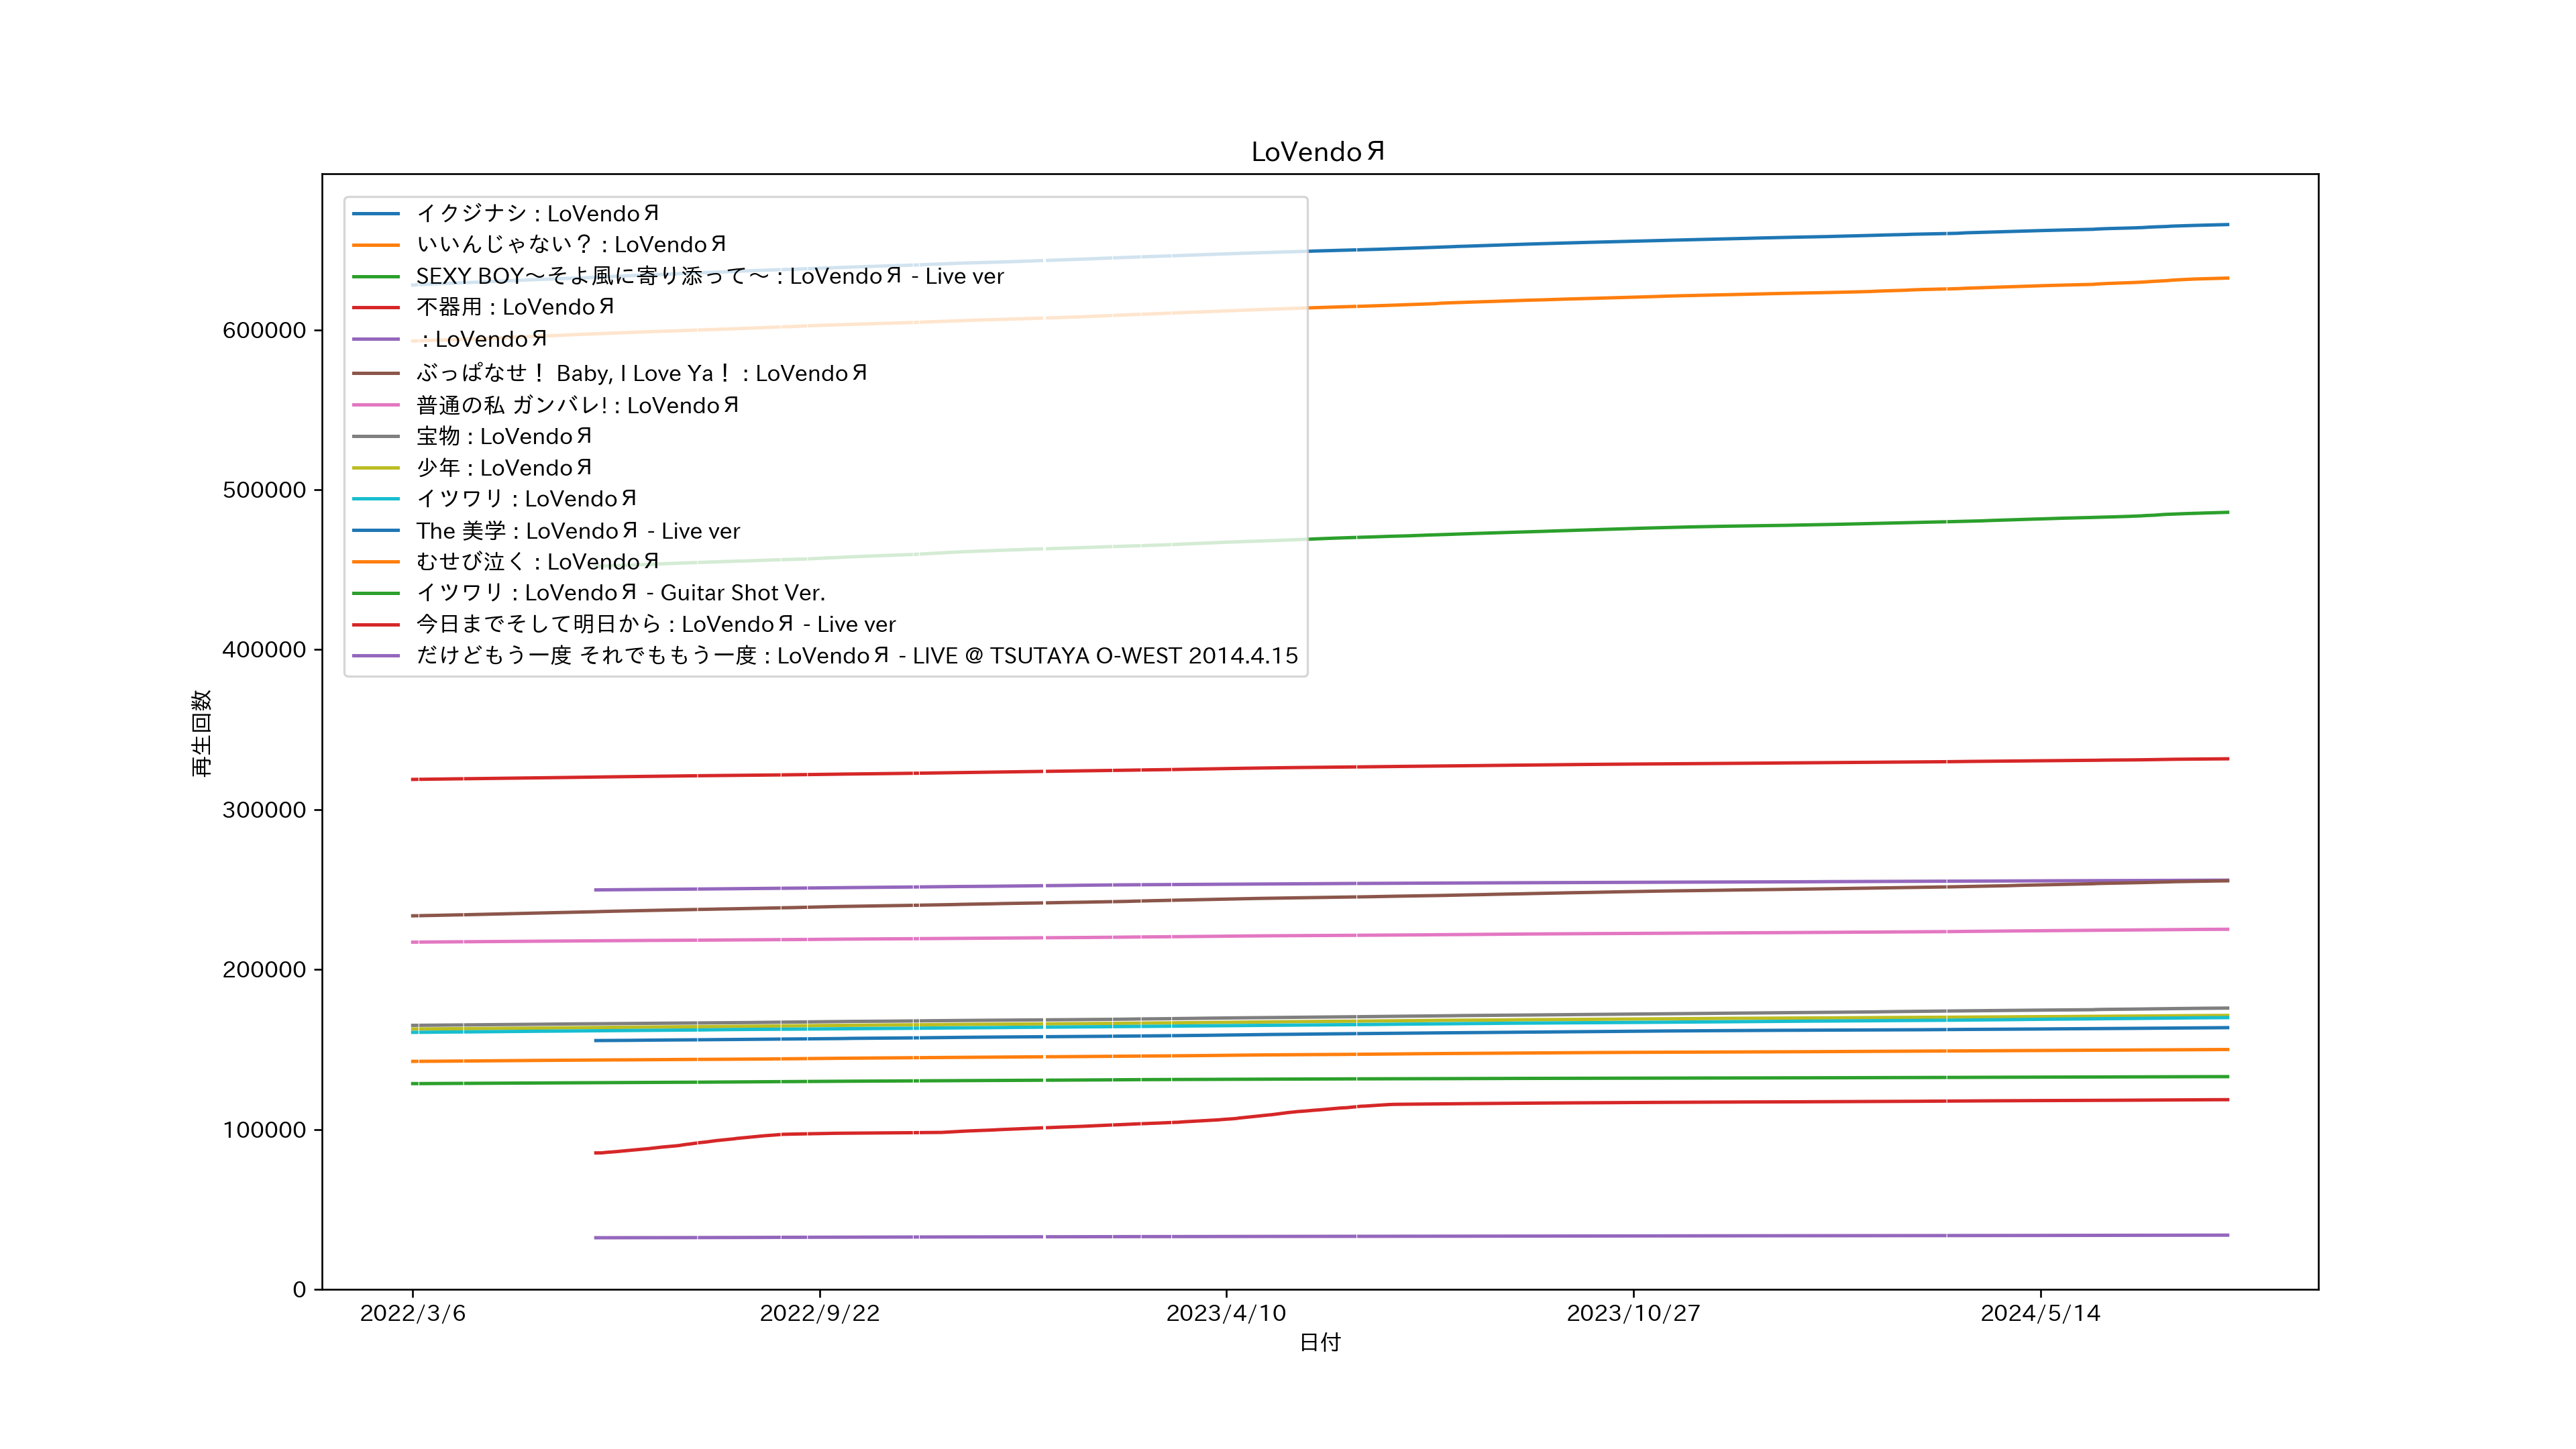 LoVendoЯ
イクジナシ : LoVendoЯ
いいんじゃない？ : LoVendoЯ
SEXY BOY～そよ風に寄り添って～ : LoVendoЯ - Live ver
不器用 : LoVendoЯ
: LoVendoЯ
ぶっぱなせ！ Baby, I Love Ya！ : LoVendoЯ
普通の私 ガンバレ! : LoVendoЯ
宝物 : LoVendoЯ
少年 : LoVendoЯ
イツワリ : LoVendoЯ
The 美学 : LoVendoЯ - Live ver
むせび泣く : LoVendoЯ
イツワリ : LoVendoЯ - Guitar Shot Ver.
今日までそして明日から : LoVendoЯ - Live ver
だけどもう一度 それでももう一度 : LoVendoЯ - LIVE @ TSUTAYA O-WEST 2014.4.15
600000
500000
400000
300000
200000
100000
0
再生回数
2022/3/6
2022/9/22
2023/4/10
2023/10/27
2024/5/14
日付